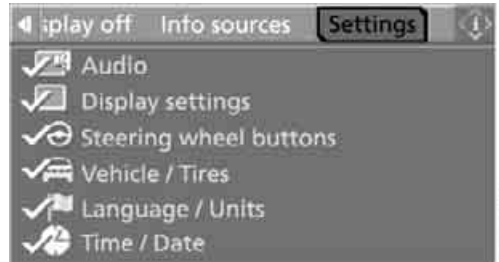 splay off Info sources Settings
Audio
Display settings
Steering wheel buttons
Vehicle / Tires
Language / Units
Time / Date